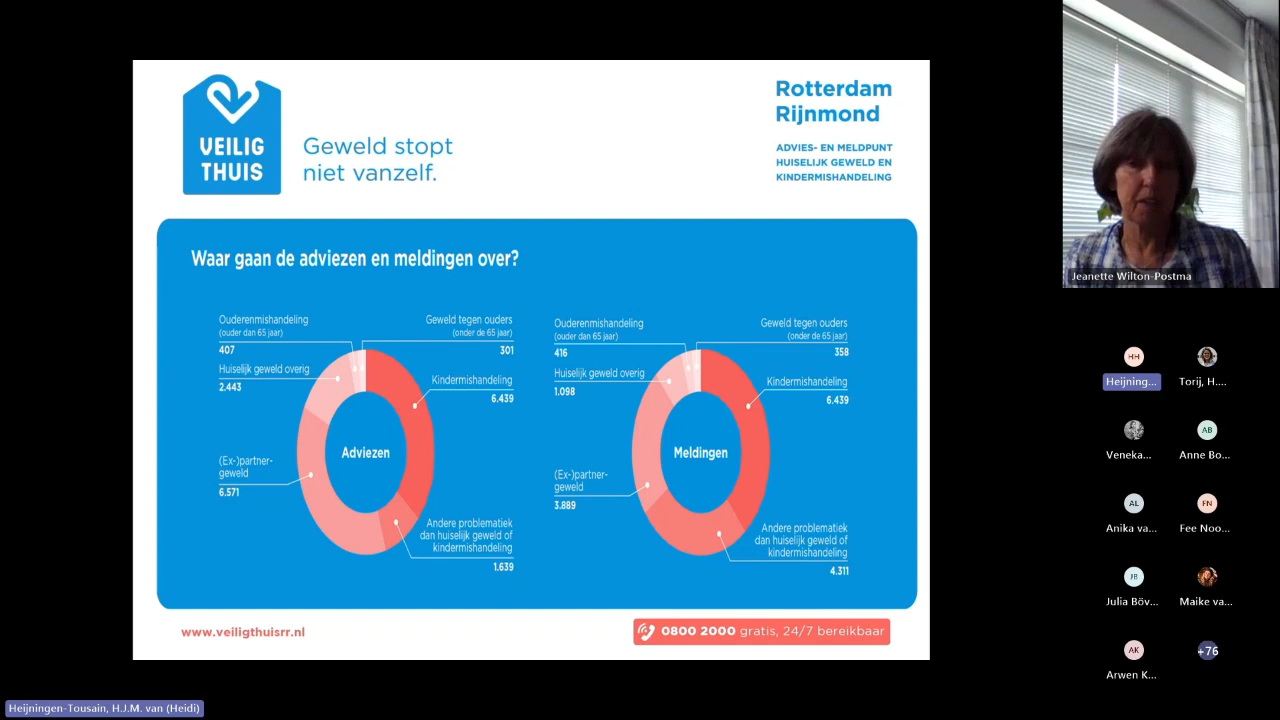 VEILIG
THUIS
Geweld stopt
niet vanzelf.
Rotterdam
Rijnmond
ADVIES- EN MELDPUNT
HUISELIJK GEWELD EN
KINDERMISHANDELING
Waar gaan de adviezen en meldingen over?
Ouderenmishandeling
(ouder dan 65 jaar)
407
Huiselijk geweld overig
2.443
(Ex-)partner-
geweld
6.571
Adviezen
Geweld tegen ouders
(onder de 65 jaar)
301
Kindermishandeling
6.439
Andere problematiek
dan huiselijk geweld of
kindermishandeling
1.639
Ouderenmishandeling
(ouder dan 65 jaar)
416
Huiselijk geweld overig
1.098
(Ex-)partner-
geweld
3.889
Meldingen
Geweld tegen ouders
(onder de 65 jaar)
358
Kindermishandeling
6.439
Andere problematiek
dan huiselijk geweld of
kindermishandeling
4.311
www.veiligthuisrr.nl
0800 2000 gratis, 24/7 bereikbaar
Jeanette Wilton-Postma
HH
Heijning...
Torij, H....
Veneka...
AB
Anne Bo...
AL
Anika va...
FN
Fee Noo...
JB
Julia Böv...
Maike va...
AK
Arwen K...
+76
Heijningen-Tousain, H.J.M. van (Heidi)